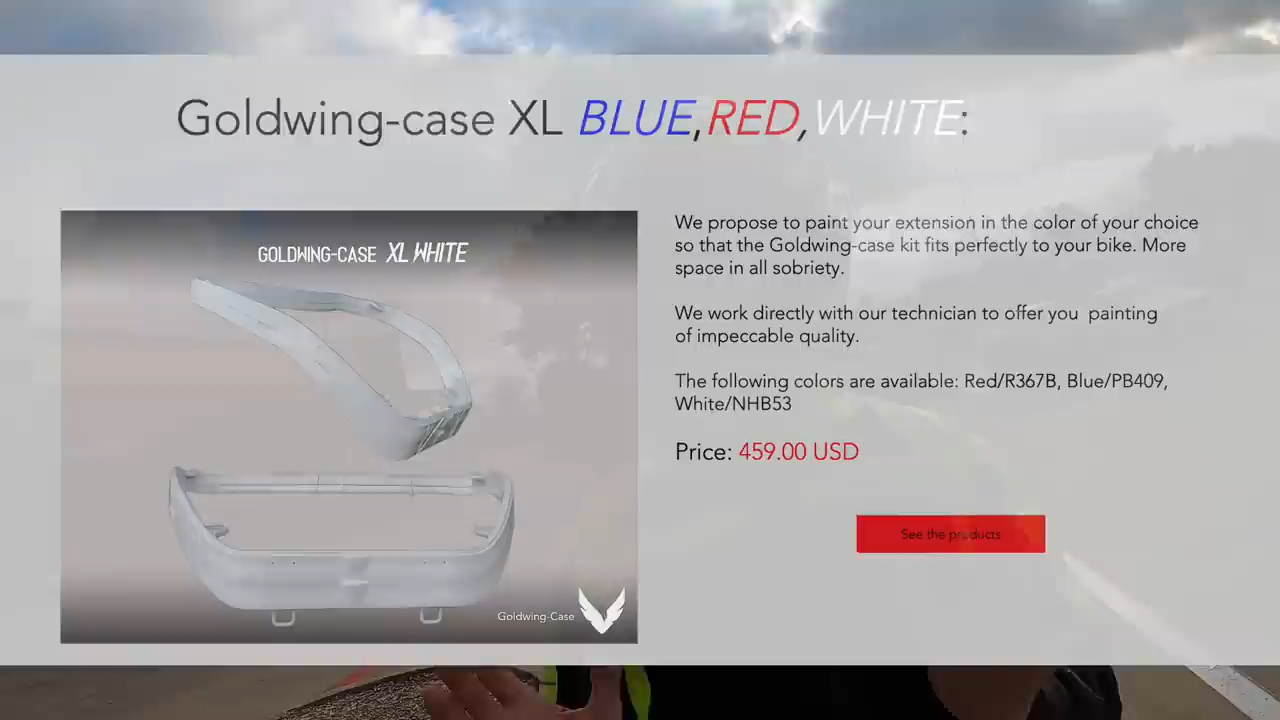 Goldwing-case XL BLUE,RED,WHITE:
GOLDWING-CASE XL WHITE
Goldwing-Case
We propose to paint your extension in the color of your choice
so that the Goldwing-case kit fits perfectly to your bike. More
space in all sobriety.
We work directly with our technician to offer you painting
of impeccable quality.
The following colors are available: Red/R367B, Blue/PB409,
White/NHB53
Price: 459.00 USD
See the products